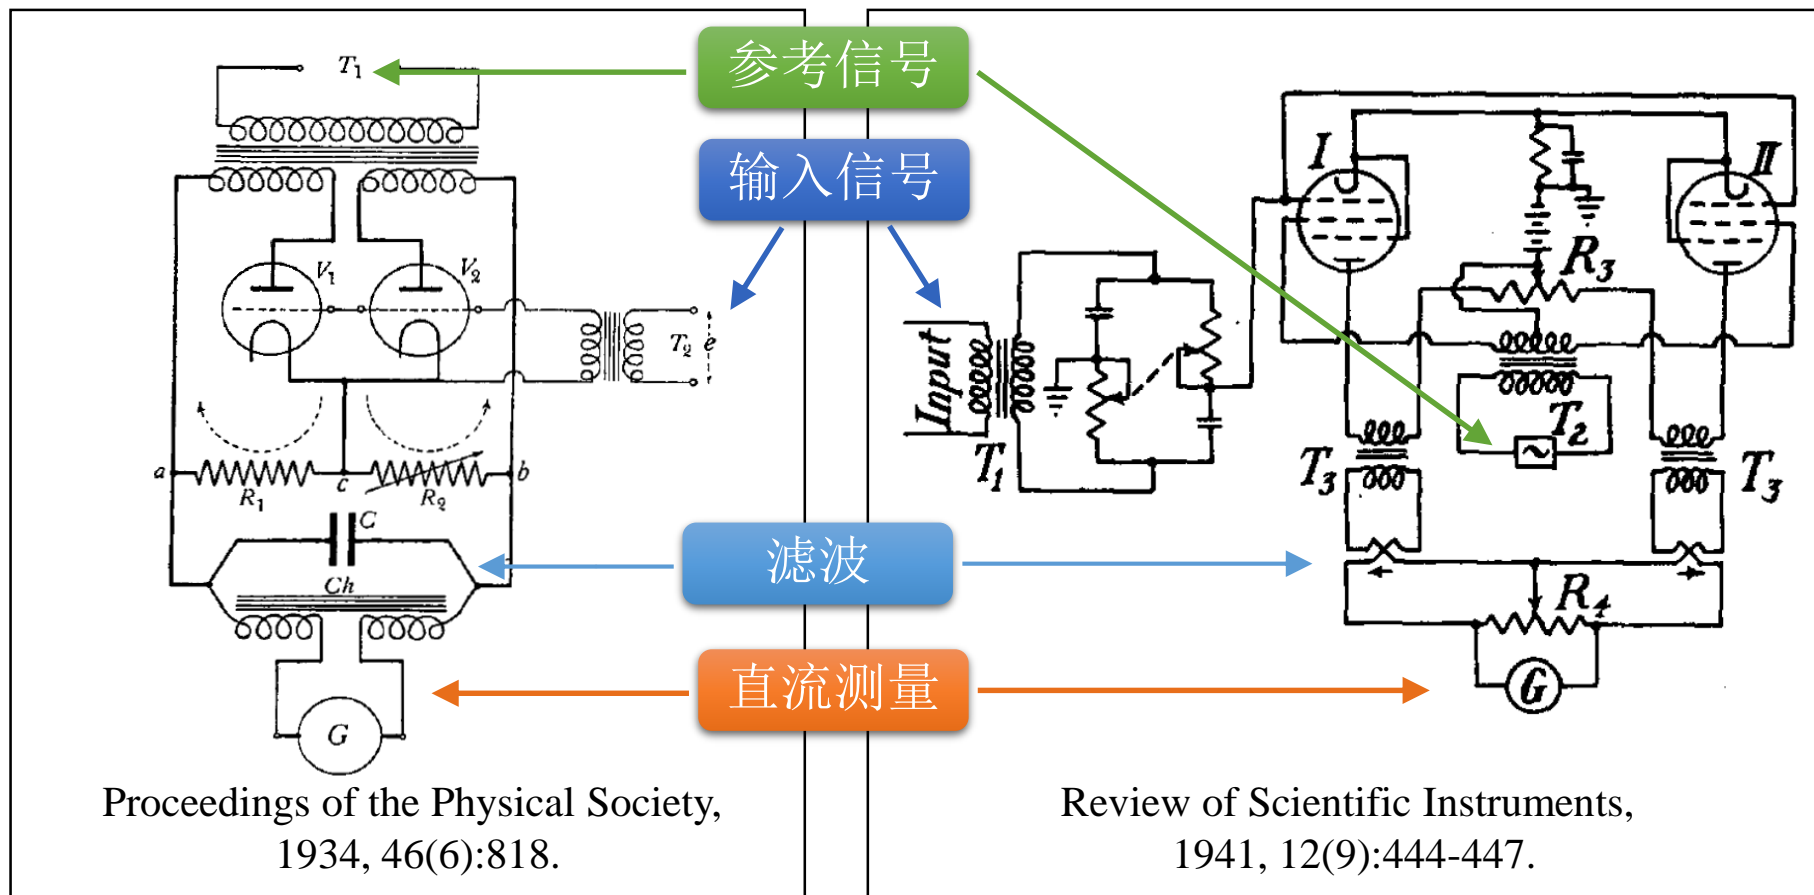 参考信号
输入信号
滤波
直流测量
T1
V1
V2
T2
e
a
R1
c
R2
b
C
Ch
G
Proceedings of the Physical Society,
1934, 46(6):818.
I
II
R3
Input
T1
T2
T3
T3
R4
G
Review of Scientific Instruments,
1941, 12(9):444-447.